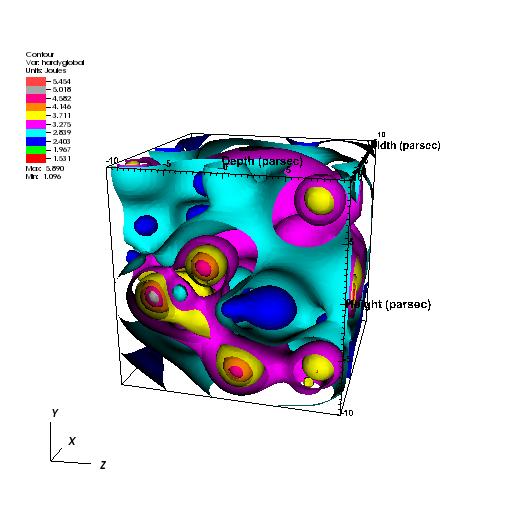 Contour
Var: hardyglobal
Units: Joules
5.454
5.018
4.582
4.146
3.711
3.275
2.839
2.403
1.967
1.531
Max: 5.890
Min: 1.096
10
Width (parsec)
-10
-5
Depth (parsec)
-5
Height (parsec)
-10
Y
X
Z